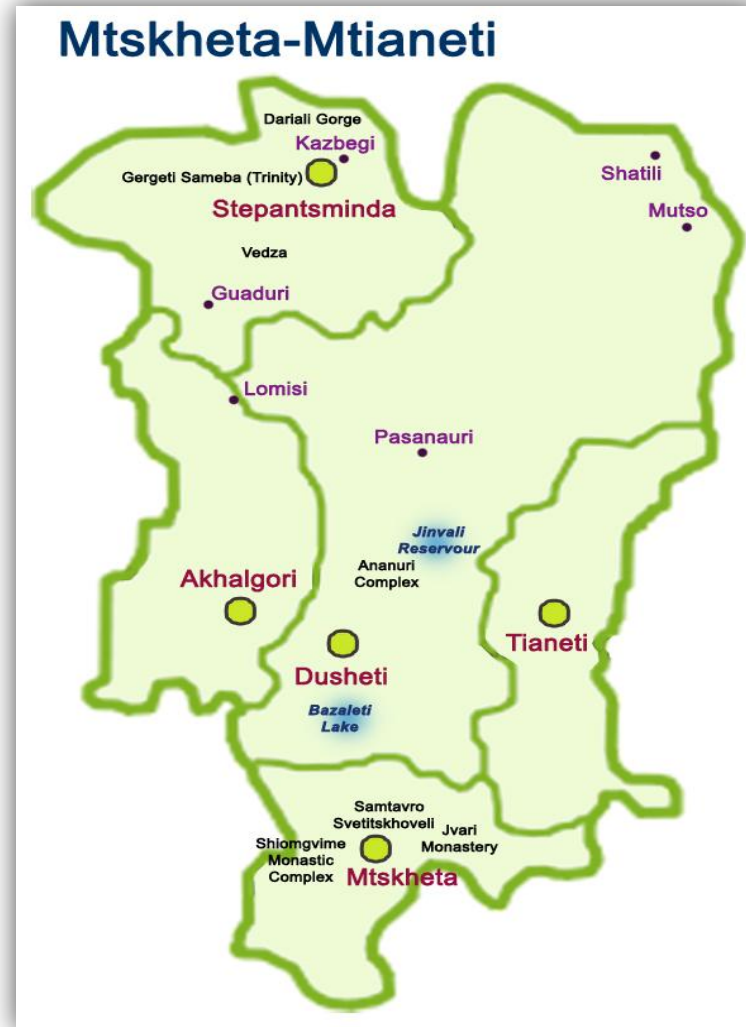 Mtskheta-Mtianeti
Dariali Gorge
Kazbegi
Gergeti Sameba (Trinity)
Stepantsminda
Shatili
Mutso
Vedza
Guaduri
Lomisi
Pasanauri
Jinvali
Reservour
Ananuri
Complex
Akhalgori
Tianeti
Dusheti
Bazaleti
Lake
Samtavro
Svetitskhoveli
Jvari
Monastery
Shiomgvime
Monastic
Complex
Mtskheta